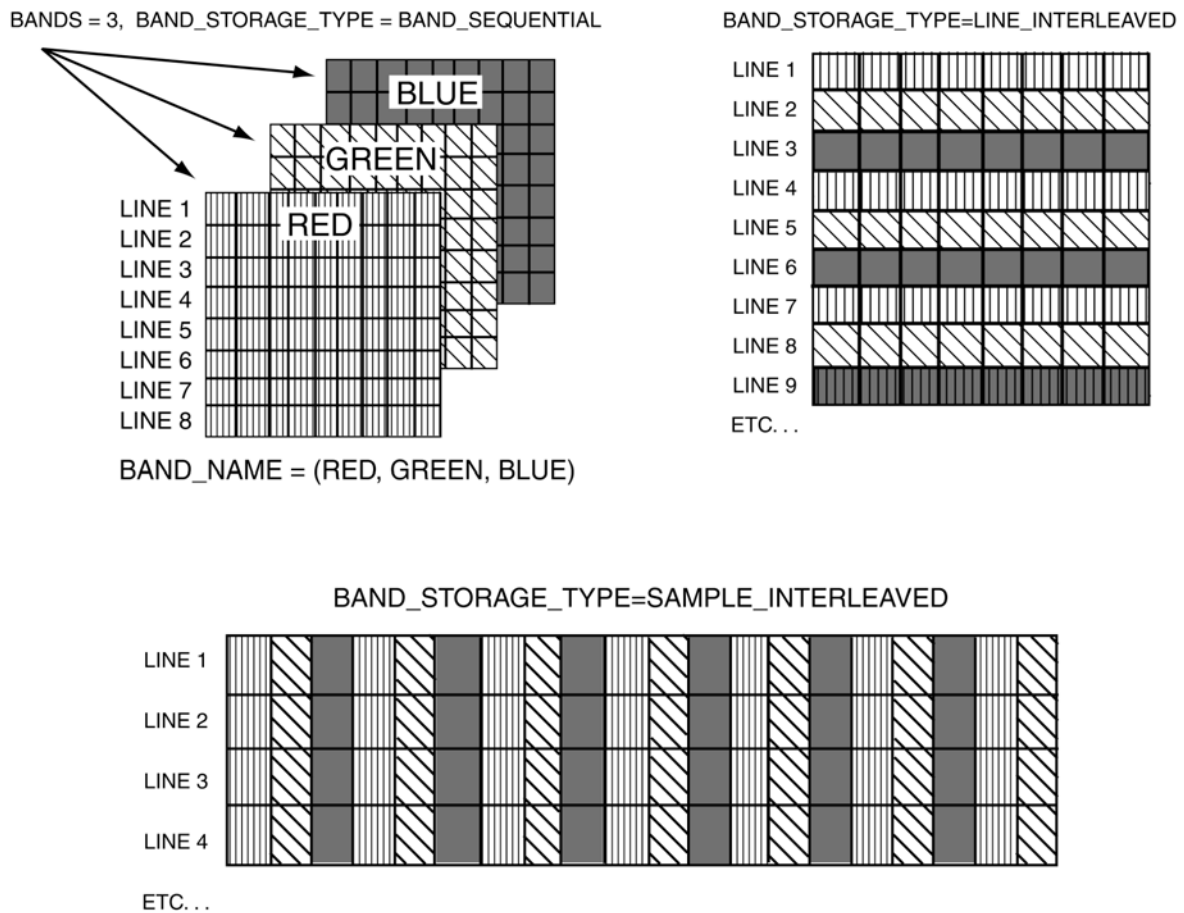 BANDS = 3, BAND_STORAGE_TYPE = BAND_SEQUENTIAL
BLUE
GREEN
RED
LINE 1
LINE 2
LINE 3
LINE 4
LINE 5
LINE 6
LINE 7
LINE 8
BAND_NAME = (RED, GREEN, BLUE)
BAND_STORAGE_TYPE=LINE_INTERLEAVED
LINE 1
LINE 2
LINE 3
LINE 4
LINE 5
LINE 6
LINE 7
LINE 8
LINE 9
ETC. . .
BAND_STORAGE_TYPE=SAMPLE_INTERLEAVED
LINE 1
LINE 2
LINE 3
LINE 4
ETC. . .